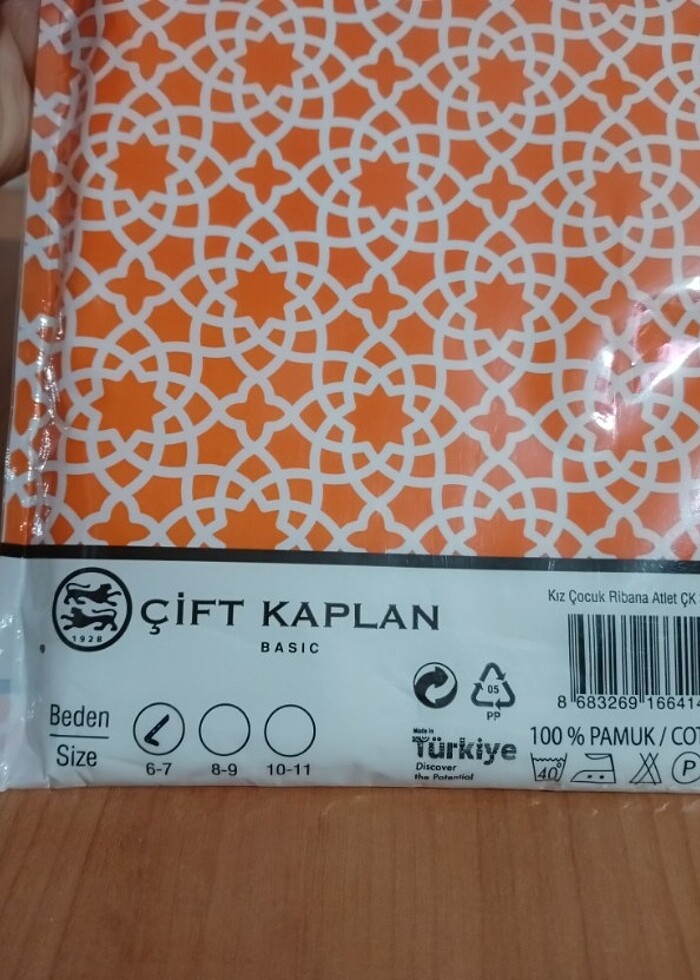 Kız Çocuk Ribana Atlet ÇK
ÇİFT KAPLAN
1928
BASIC
8 683269 16641
05
PP
Beden
Size
6-7 8-9 10-11
Made in
Türkiye
Discover
the Potential
100 % PAMUK / COT
40°
P